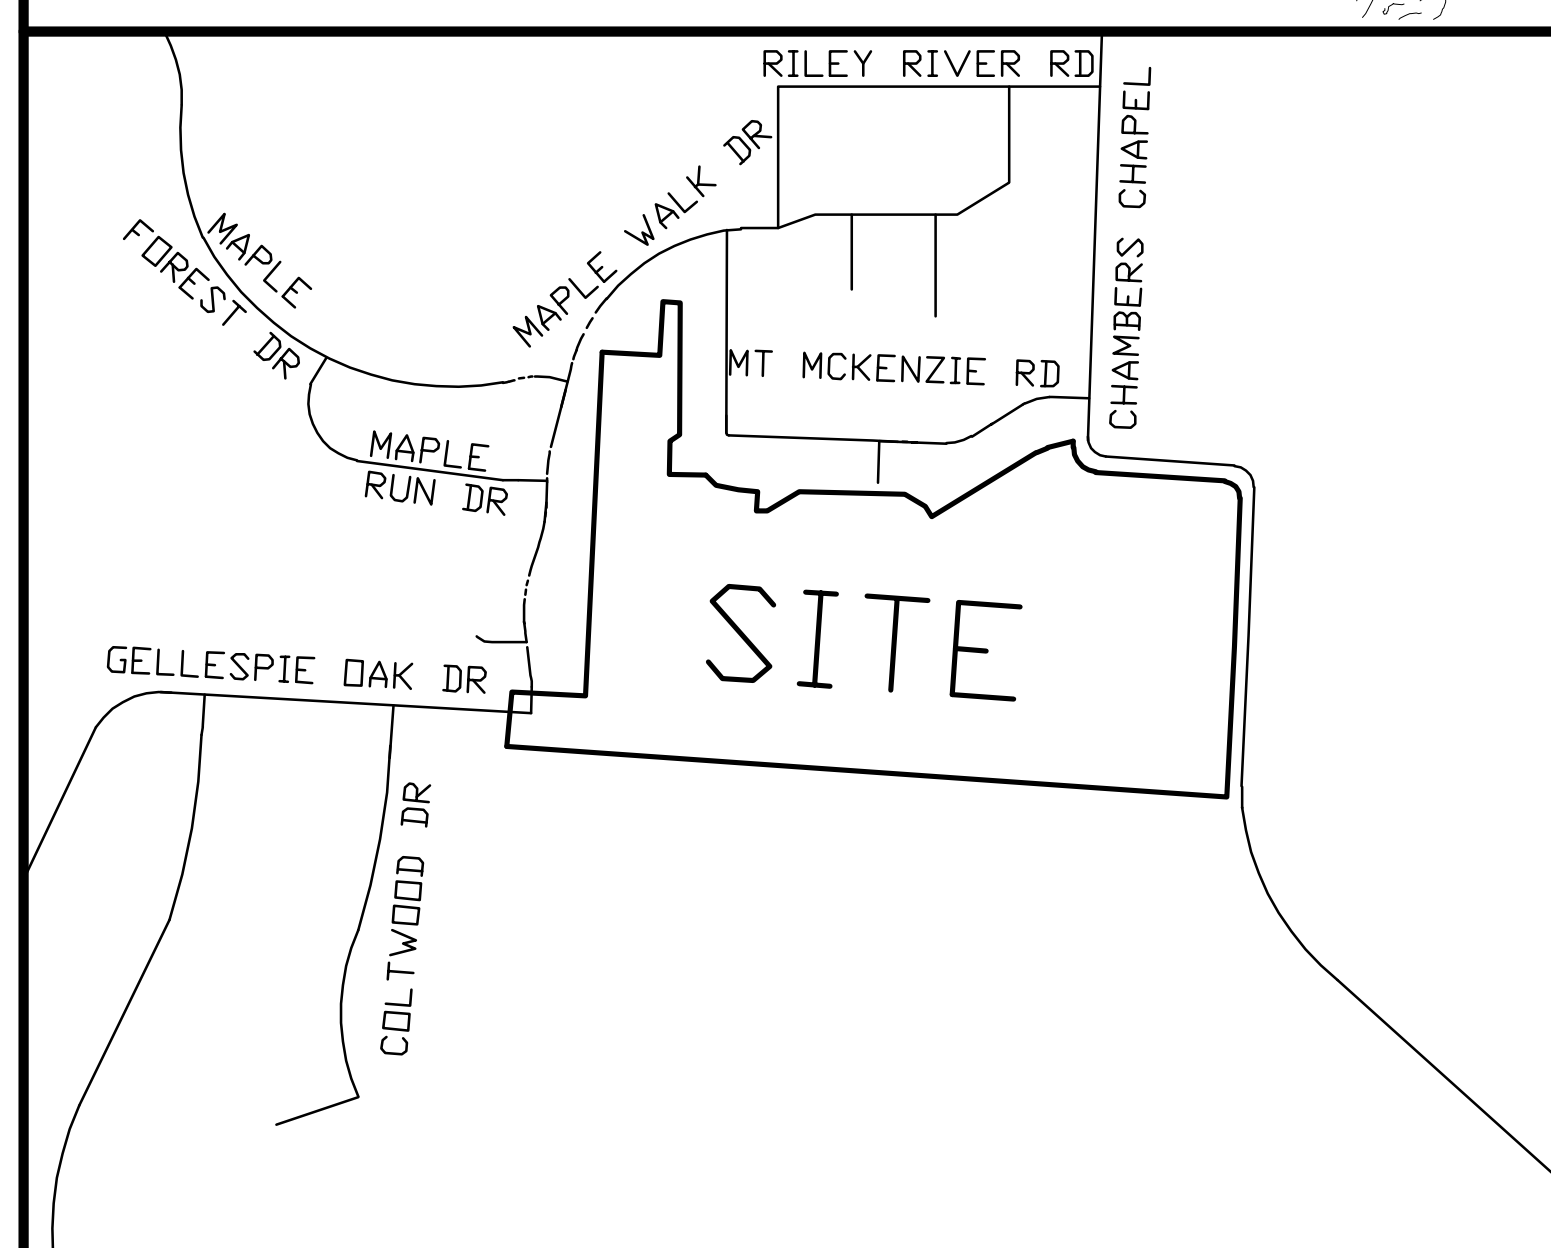 RILEY RIVER RD
CHAMBERS CHAPEL
MAPLE WALK DR
MAPLE
FOREST DR
MT MCKENZIE RD
MAPLE
RUN DR
SITE
GELLESPIE OAK DR
COLTWOOD DR